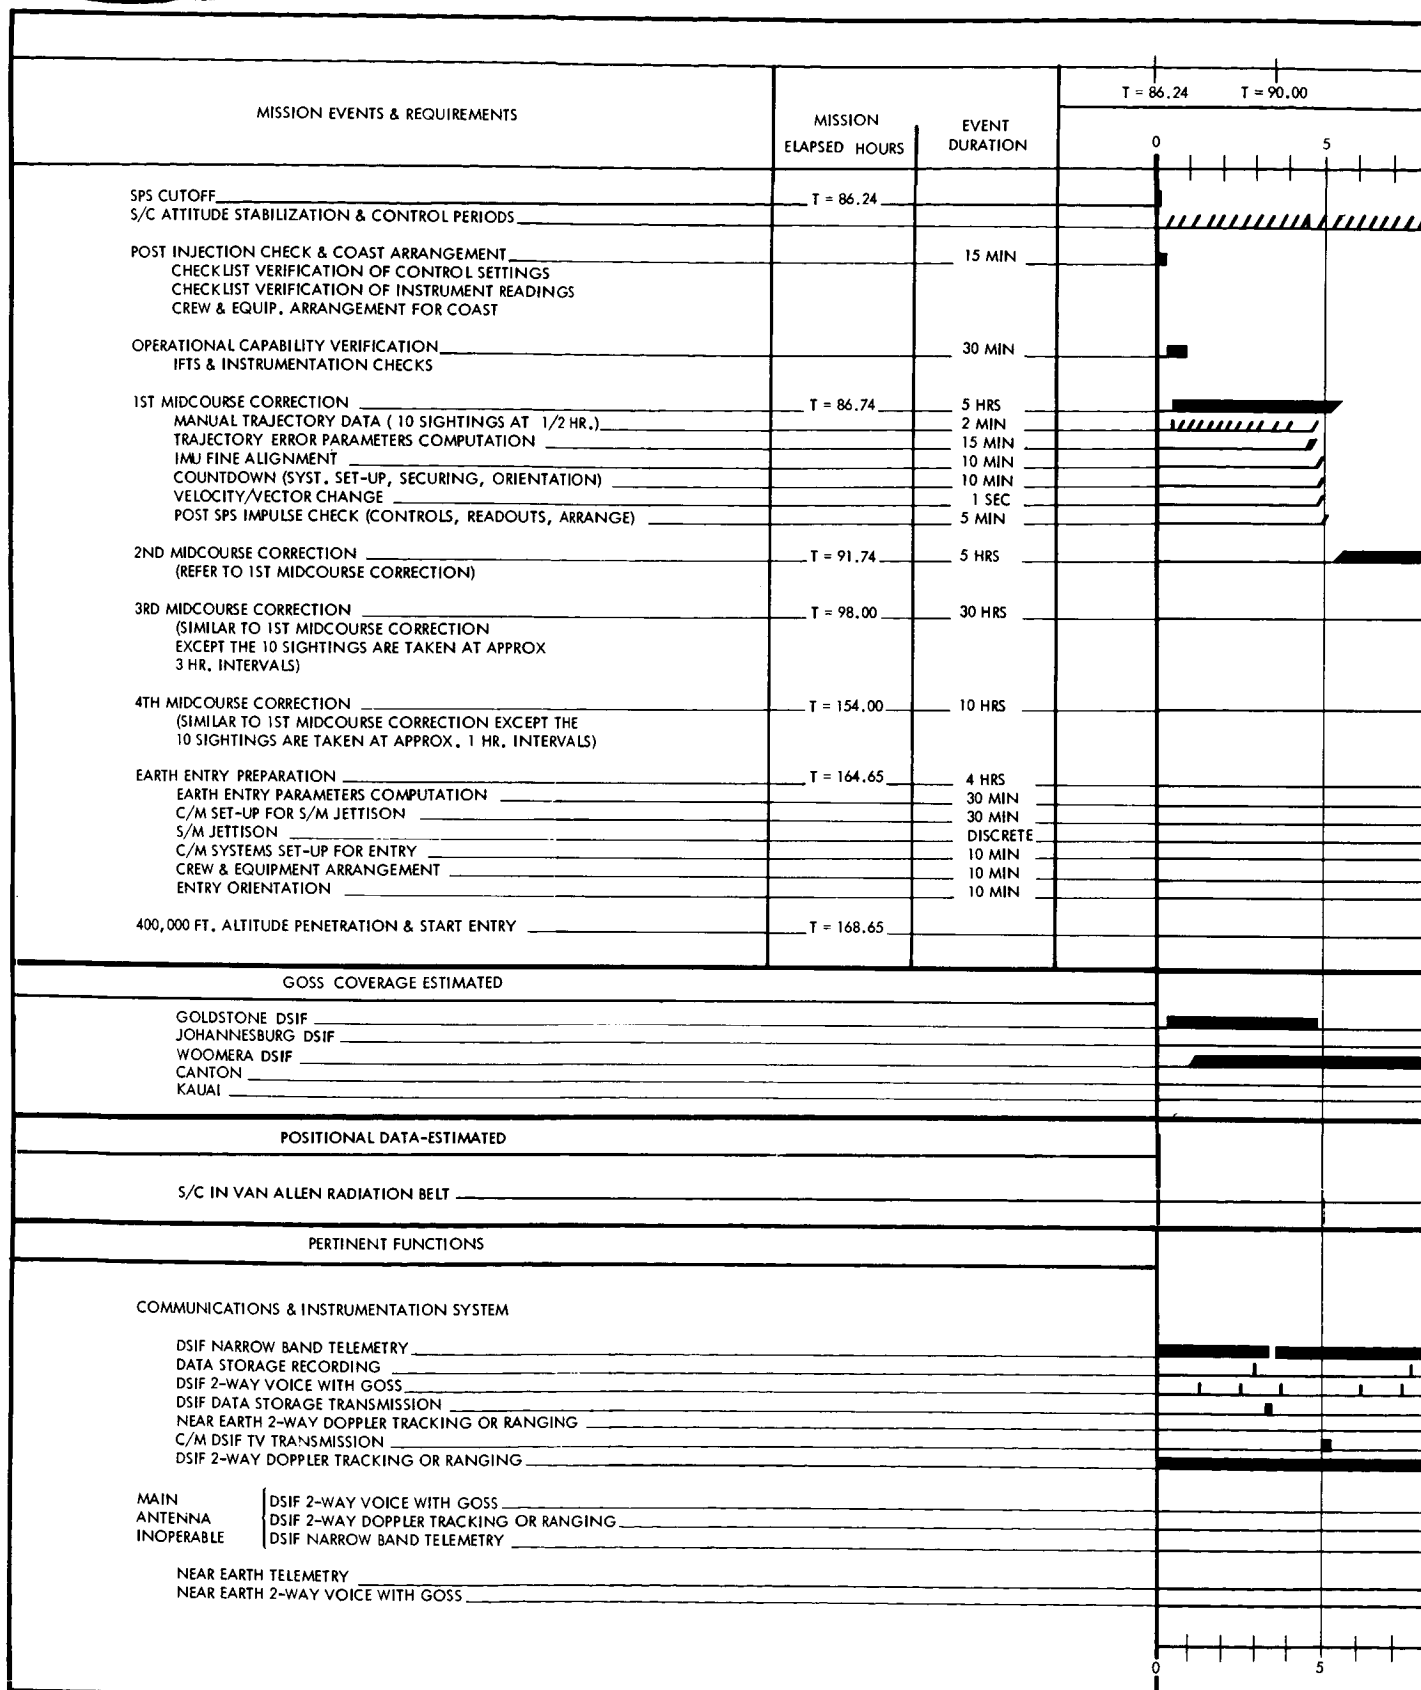 T = 86.24 T = 90.00
MISSION EVENTS & REQUIREMENTS
MISSION
ELAPSED HOURS
EVENT
DURATION
0 5
SPS CUTOFF T = 86.24
S/C ATTITUDE STABILIZATION & CONTROL PERIODS
POST INJECTION CHECK & COAST ARRANGEMENT 15 MIN
CHECKLIST VERIFICATION OF CONTROL SETTINGS
CHECKLIST VERIFICATION OF INSTRUMENT READINGS
CREW & EQUIP. ARRANGEMENT FOR COAST
OPERATIONAL CAPABILITY VERIFICATION 30 MIN
IFTS & INSTRUMENTATION CHECKS
1ST MIDCOURSE CORRECTION T = 86.74 5 HRS
MANUAL TRAJECTORY DATA ( 10 SIGHTINGS AT 1/2 HR.) 2 MIN
TRAJECTORY ERROR PARAMETERS COMPUTATION 15 MIN
IMU FINE ALIGNMENT 10 MIN
COUNTDOWN (SYST. SET-UP, SECURING, ORIENTATION) 10 MIN
VELOCITY/VECTOR CHANGE 1 SEC
POST SPS IMPULSE CHECK (CONTROLS, READOUTS, ARRANGE) 5 MIN
2ND MIDCOURSE CORRECTION T = 91.74 5 HRS
(REFER TO 1ST MIDCOURSE CORRECTION)
3RD MIDCOURSE CORRECTION T = 98.00 30 HRS
(SIMILAR TO 1ST MIDCOURSE CORRECTION
EXCEPT THE 10 SIGHTINGS ARE TAKEN AT APPROX
3 HR. INTERVALS)
4TH MIDCOURSE CORRECTION T = 154.00 10 HRS
(SIMILAR TO 1ST MIDCOURSE CORRECTION EXCEPT THE
10 SIGHTINGS ARE TAKEN AT APPROX. 1 HR. INTERVALS)
EARTH ENTRY PREPARATION T = 164.65 4 HRS
EARTH ENTRY PARAMETERS COMPUTATION 30 MIN
C/M SET-UP FOR S/M JETTISON 30 MIN
S/M JETTISON DISCRETE
C/M SYSTEMS SET-UP FOR ENTRY 10 MIN
CREW & EQUIPMENT ARRANGEMENT 10 MIN
ENTRY ORIENTATION 10 MIN
400,000 FT. ALTITUDE PENETRATION & START ENTRY T = 168.65
GOSS COVERAGE ESTIMATED
GOLDSTONE DSIF
JOHANNESBURG DSIF
WOOMERA DSIF
CANTON
KAUAI
POSITIONAL DATA-ESTIMATED
S/C IN VAN ALLEN RADIATION BELT
PERTINENT FUNCTIONS
COMMUNICATIONS & INSTRUMENTATION SYSTEM
DSIF NARROW BAND TELEMETRY
DATA STORAGE RECORDING
DSIF 2-WAY VOICE WITH GOSS
DSIF DATA STORAGE TRANSMISSION
NEAR EARTH 2-WAY DOPPLER TRACKING OR RANGING
C/M DSIF TV TRANSMISSION
DSIF 2-WAY DOPPLER TRACKING OR RANGING
MAIN DSIF 2-WAY VOICE WITH GOSS
ANTENNA DSIF 2-WAY DOPPLER TRACKING OR RANGING
INOPERABLE DSIF NARROW BAND TELEMETRY
NEAR EARTH TELEMETRY
NEAR EARTH 2-WAY VOICE WITH GOSS
0 5